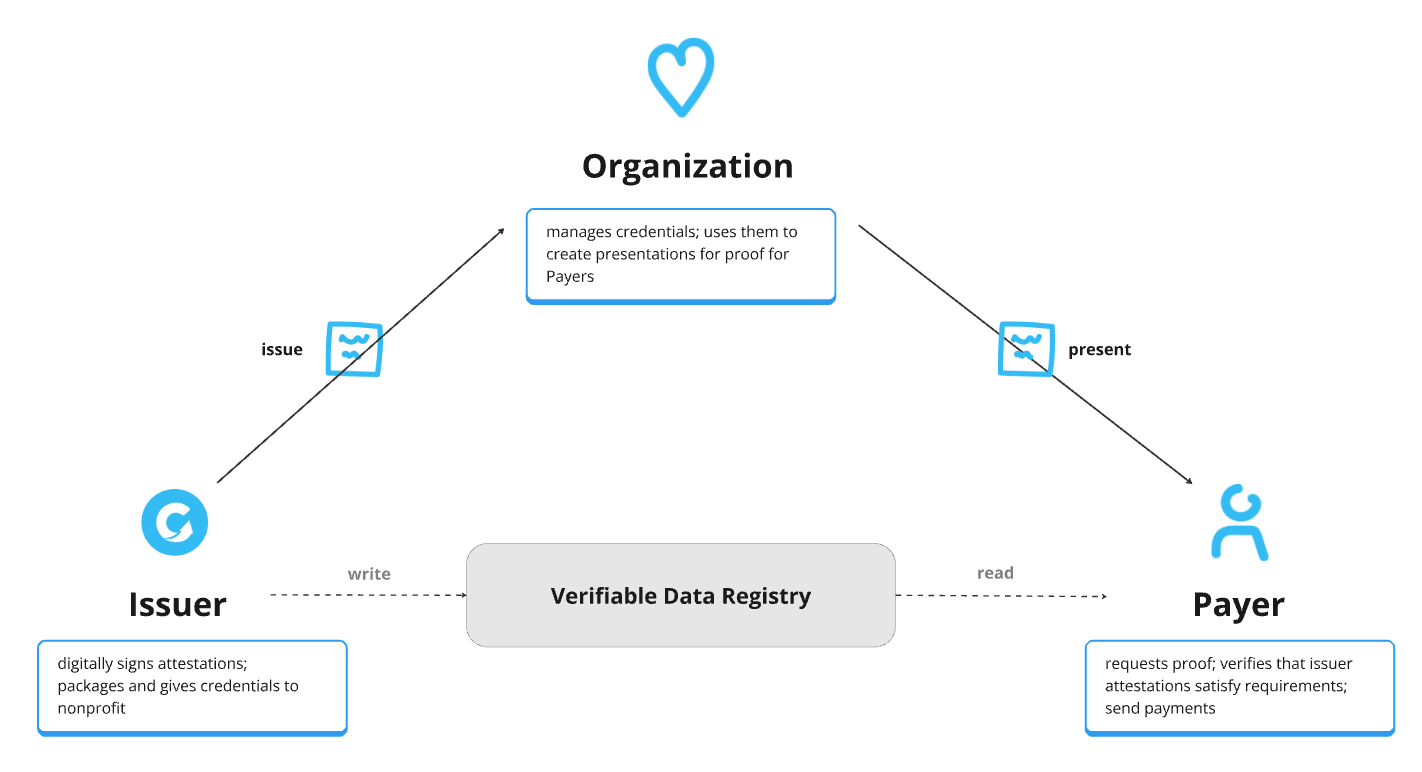 Organization
manages credentials; uses them to
create presentations for proof for
Payers
issue
present
Issuer
digitally signs attestations;
packages and gives credentials to
nonprofit
write
Verifiable Data Registry
read
Payer
requests proof; verifies that issuer
attestations satisfy requirements;
send payments